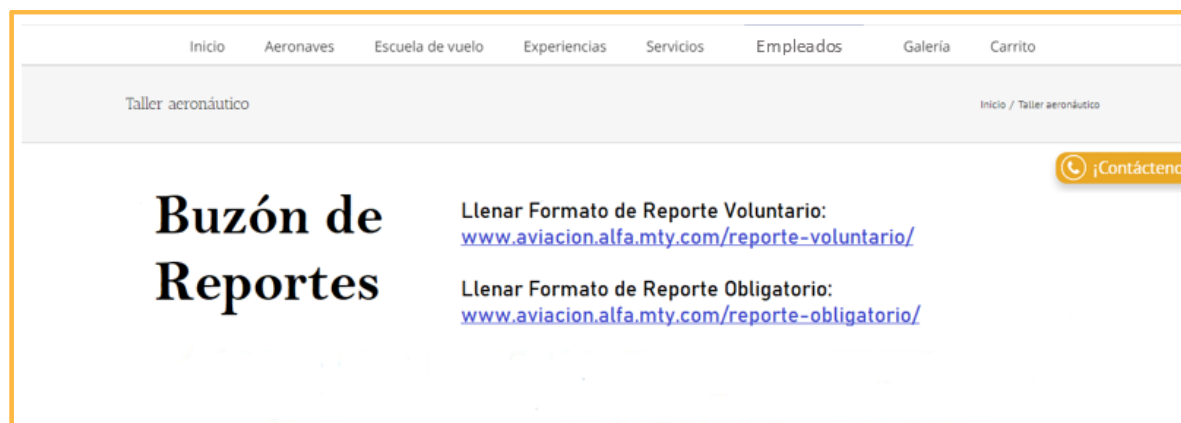 Inicio Aeronaves Escuela de vuelo Experiencias Servicios Empleados Galería Carrito
Taller aeronáutico
Inicio / Taller aeronáutico
¡Contácteno
Buzón de
Reportes
Llenar Formato de Reporte Voluntario:
www.aviacion.alfa.mty.com/reporte-voluntario/
Llenar Formato de Reporte Obligatorio:
www.aviacion.alfa.mty.com/reporte-obligatorio/